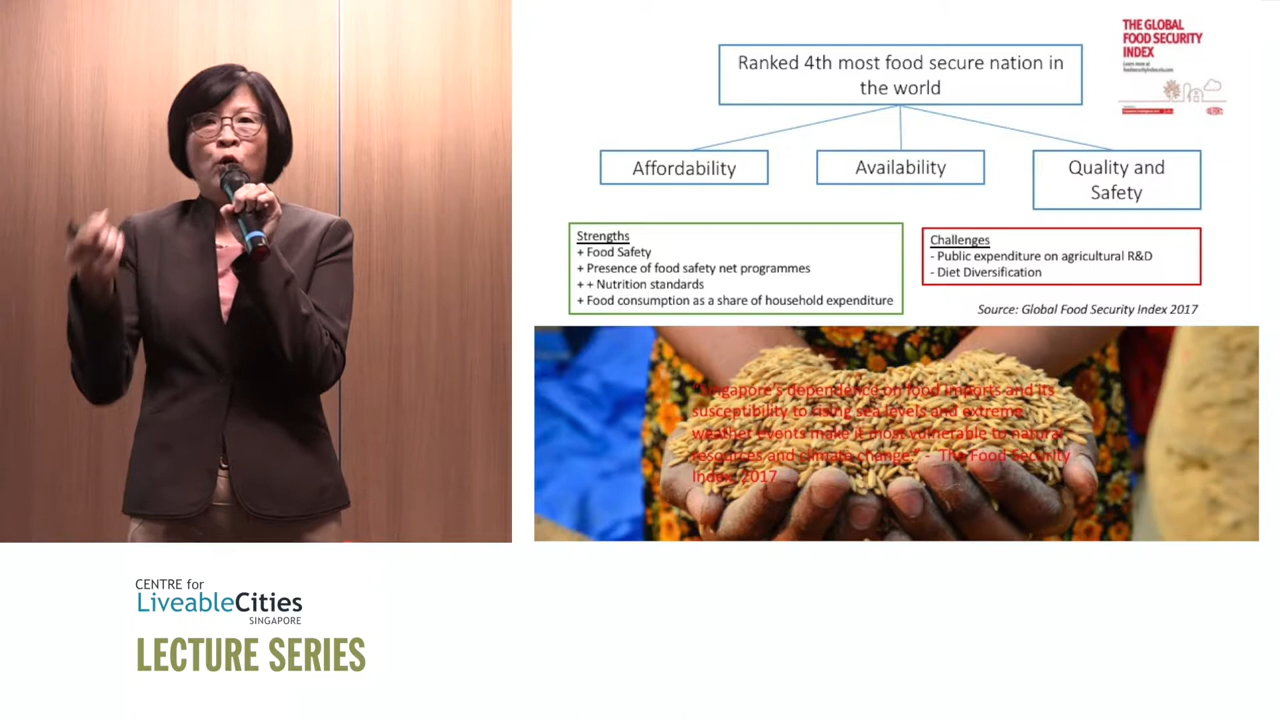 Ranked 4th most food secure nation in
the world
THE GLOBAL
FOOD SECURITY
INDEX
Learn more at
Affordability
Availability
Quality and
Safety
Strengths
+ Food Safety
+ Presence of food safety net programmes
+ + Nutrition standards
+ Food consumption as a share of household expenditure
Challenges
- Public expenditure on agricultural R&D
- Diet Diversification
Source: Global Food Security Index 2017
"Singapore's dependence on food imports and its
susceptibility to rising sea levels and extreme
weather events make it most vulnerable to natural
resources and climate change." - The Food Security
Index, 2017
CENTRE for
LiveableCities
SINGAPORE
LECTURE SERIES